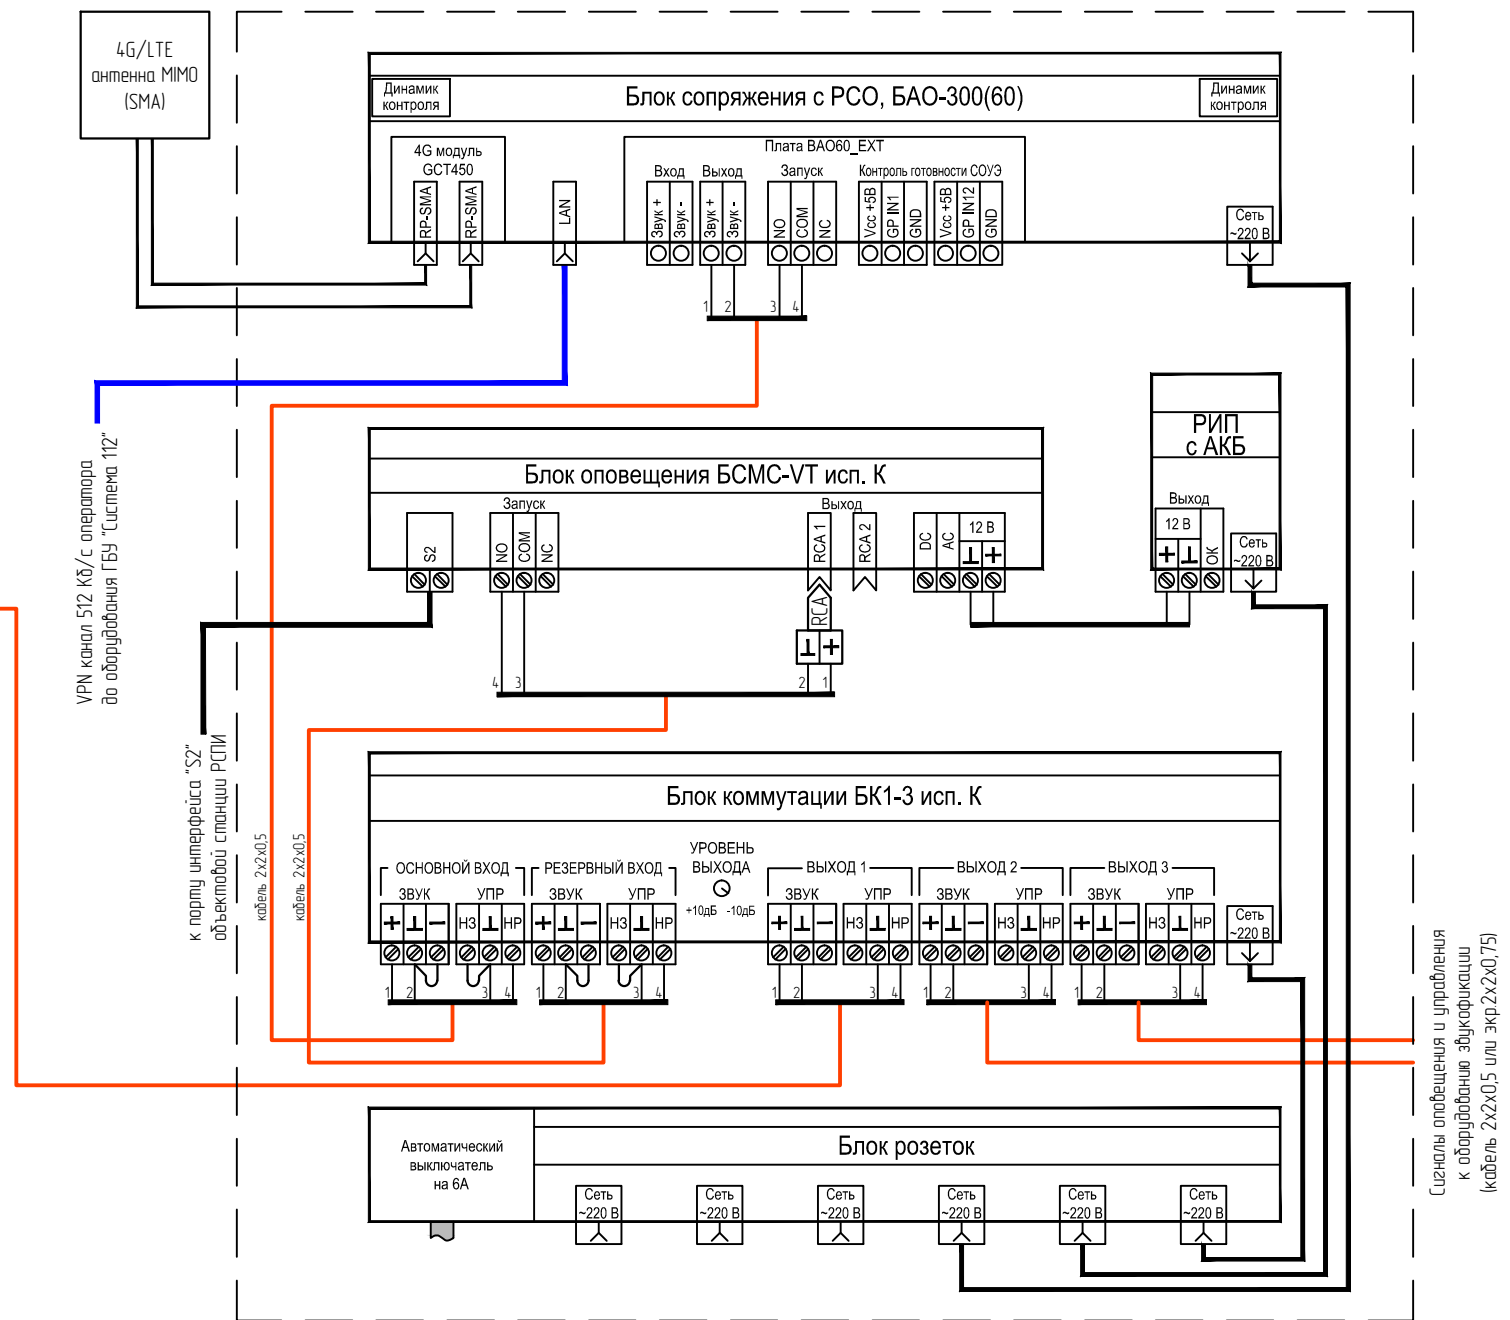 4G/LTE
антенна MIMO
(SMA)
Динамик
контроля
Блок сопряжения с РСО, БАО-300(60)
Динамик
контроля
4G модуль
GCT450
RP-SMA
RP-SMA
LAN
Плата BAO60_EXT
Вход
Выход
Запуск
Контроль готовности СОУЭ
Звук +
Звук -
Звук +
Звук -
NO
COM
NC
Vcc +5В
GP IN1
GND
Vcc +5В
GP IN12
GND
Сеть
~220 В
1
2
3
4
VPN канал 512 Кб/с оператора
до оборудования ГБУ "Система 112"
Блок оповещения БСМС-VT исп. К
S2
Запуск
NO
COM
NC
Выход
RCA 1
RCA 2
DC
AC
12 В
⊥
+
RCA
⊥
+
4
3
2
1
РИП
с АКБ
Выход
12 В
+
⊥
ОК
Сеть
~220 В
к порту интерфейса "S2"
объектовой станции РСПИ
кабель 2х2х0,5
кабель 2х2х0,5
Блок коммутации БК1-3 исп. К
ОСНОВНОЙ ВХОД
ЗВУК
УПР
+ ⊥ − НЗ ⊥ НР
1 2 3 4
РЕЗЕРВНЫЙ ВХОД
ЗВУК
УПР
+ ⊥ − НЗ ⊥ НР
1 2 3 4
УРОВЕНЬ
ВЫХОДА
+10дБ -10дБ
ВЫХОД 1
ЗВУК
УПР
+ ⊥ − НЗ ⊥ НР
1 2 3 4
ВЫХОД 2
ЗВУК
УПР
+ ⊥ − НЗ ⊥ НР
1 2 3 4
ВЫХОД 3
ЗВУК
УПР
+ ⊥ − НЗ ⊥ НР
1 2 3 4
Сеть
~220 В
Сигналы оповещения и управления
к оборудованию звукофикации
(кабель 2х2х0,5 или экр.2х2х0,75)
Автоматический
выключатель
на 6А
Блок розеток
Сеть
~220 В
Сеть
~220 В
Сеть
~220 В
Сеть
~220 В
Сеть
~220 В
Сеть
~220 В